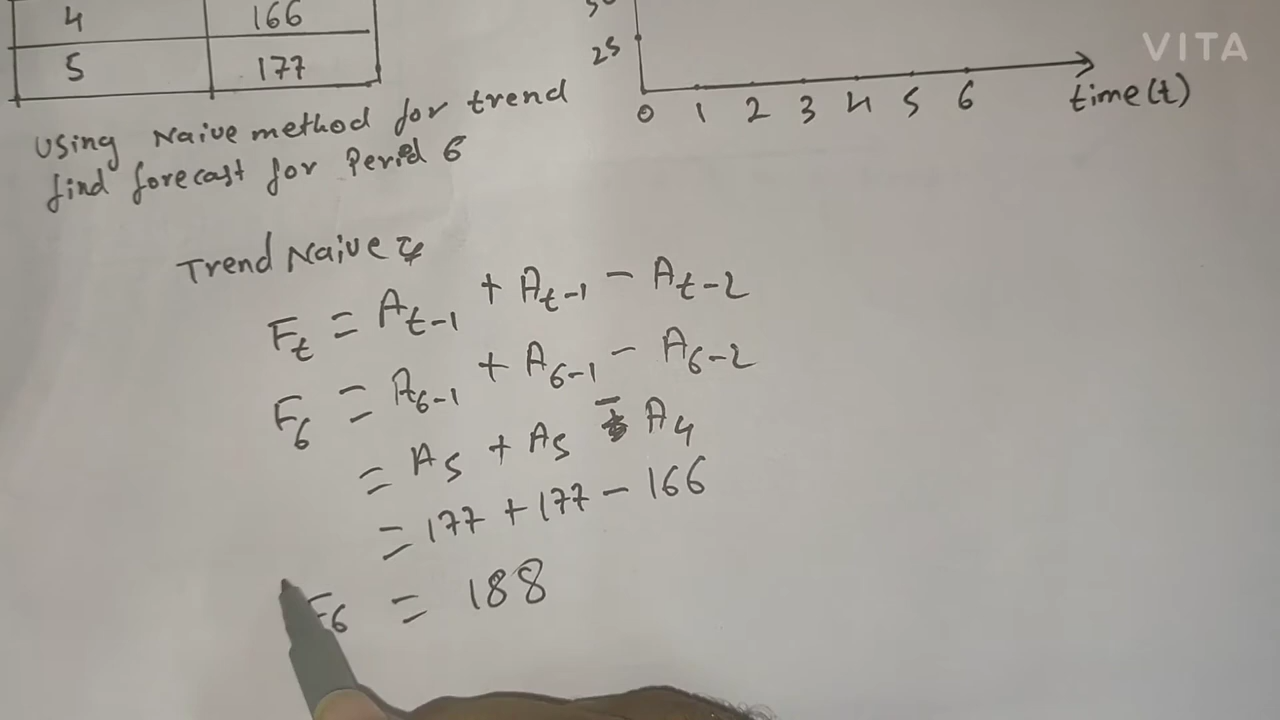 4 166
5 177
25
0 1 2 3 4 5 6
time(t)
VITA
Using Naive method for trend
find forecast for Period 6
Trend Naive
Ft = At-1 + At-1 - At-2
F6 = A6-1 + A6-1 - A6-2
= A5 + A5 - A4
= 177 + 177 - 166
F6 = 188